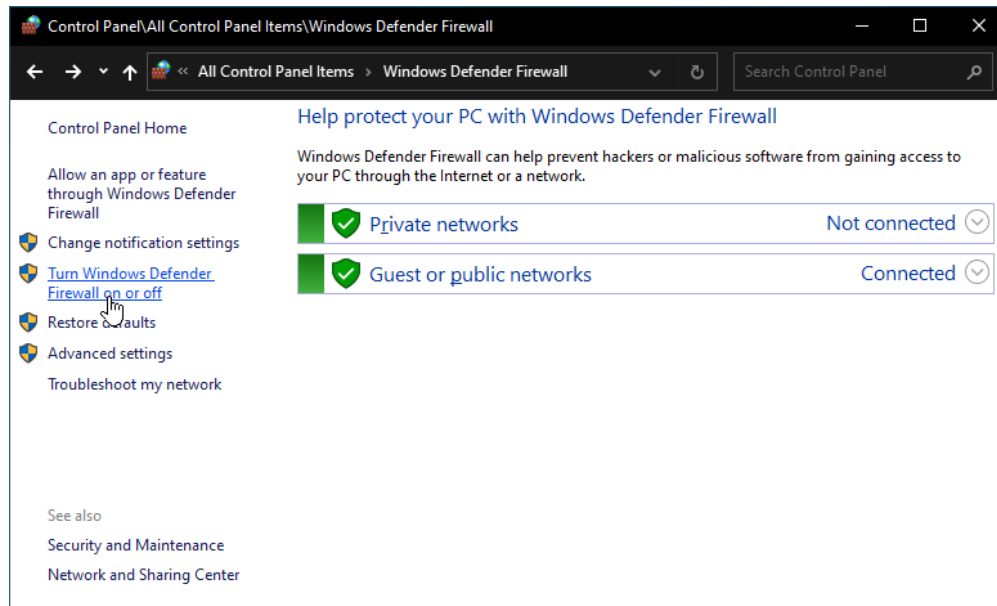 Control Panel\All Control Panel Items\Windows Defender Firewall
« All Control Panel Items > Windows Defender Firewall
Search Control Panel
Control Panel Home
Allow an app or feature
through Windows Defender
Firewall
Change notification settings
Turn Windows Defender
Firewall on or off
Restore defaults
Advanced settings
Troubleshoot my network
See also
Security and Maintenance
Network and Sharing Center
Help protect your PC with Windows Defender Firewall
Windows Defender Firewall can help prevent hackers or malicious software from gaining access to
your PC through the Internet or a network.
Private networks Not connected
Guest or public networks Connected